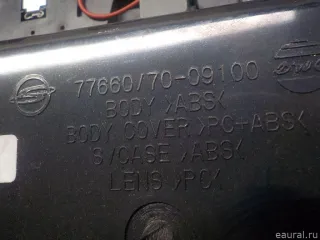 77660/70-09100
BODY >ABS<
BODY COVER >PC+ABS<
S/CASE >ABS<
LENS >PC<
eaural.ru